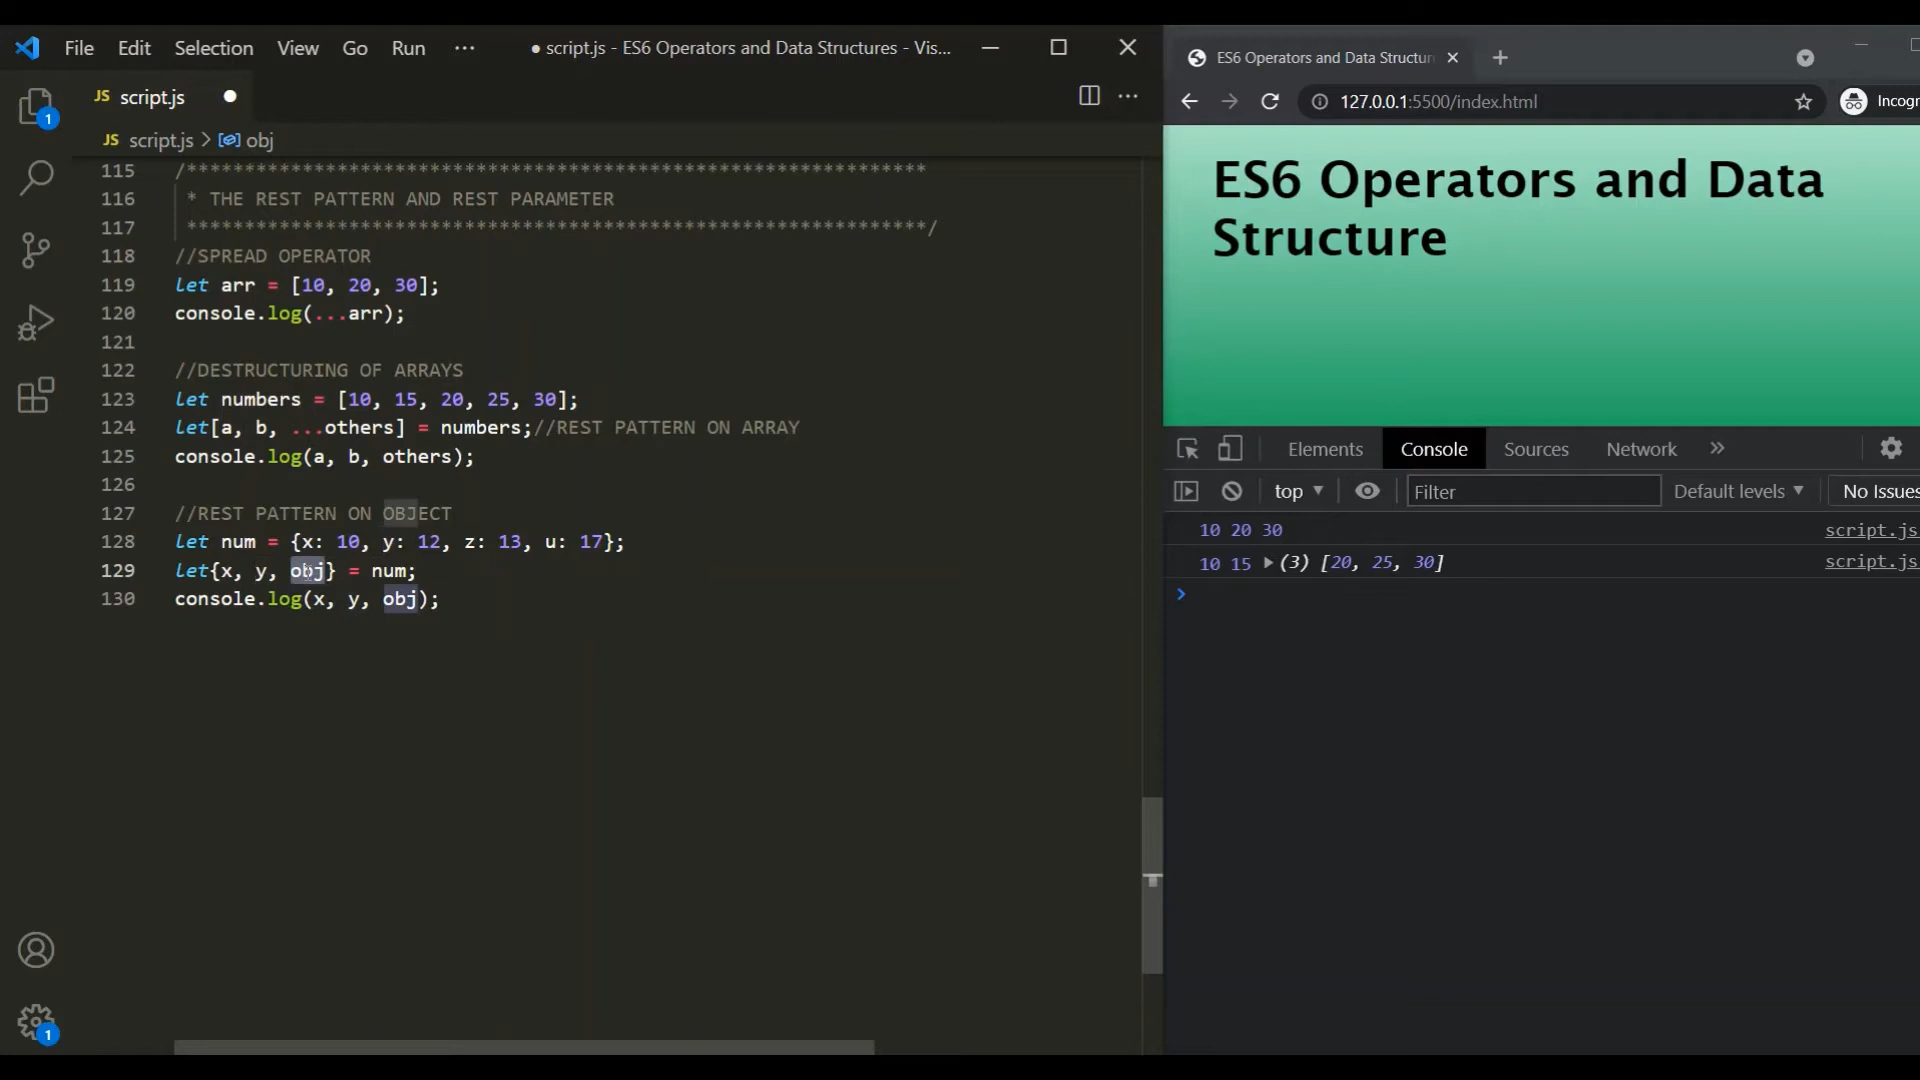 File Edit Selection View Go Run ··· ● script.js - ES6 Operators and Data Structures - Vis...
JS script.js
JS script.js > obj
115 /****************************************************************
116 * THE REST PATTERN AND REST PARAMETER
117 ****************************************************************/
118 //SPREAD OPERATOR
119 let arr = [10, 20, 30];
120 console.log(...arr);
121
122 //DESTRUCTURING OF ARRAYS
123 let numbers = [10, 15, 20, 25, 30];
124 let[a, b, ...others] = numbers;//REST PATTERN ON ARRAY
125 console.log(a, b, others);
126
127 //REST PATTERN ON OBJECT
128 let num = {x: 10, y: 12, z: 13, u: 17};
129 let{x, y, obj} = num;
130 console.log(x, y, obj);
1
1
ES6 Operators and Data Structur
127.0.0.1:5500/index.html Incogr
ES6 Operators and Data
Structure
Elements Console Sources Network »
top Filter Default levels No Issues
10 20 30 script.js
10 15 (3) [20, 25, 30] script.js